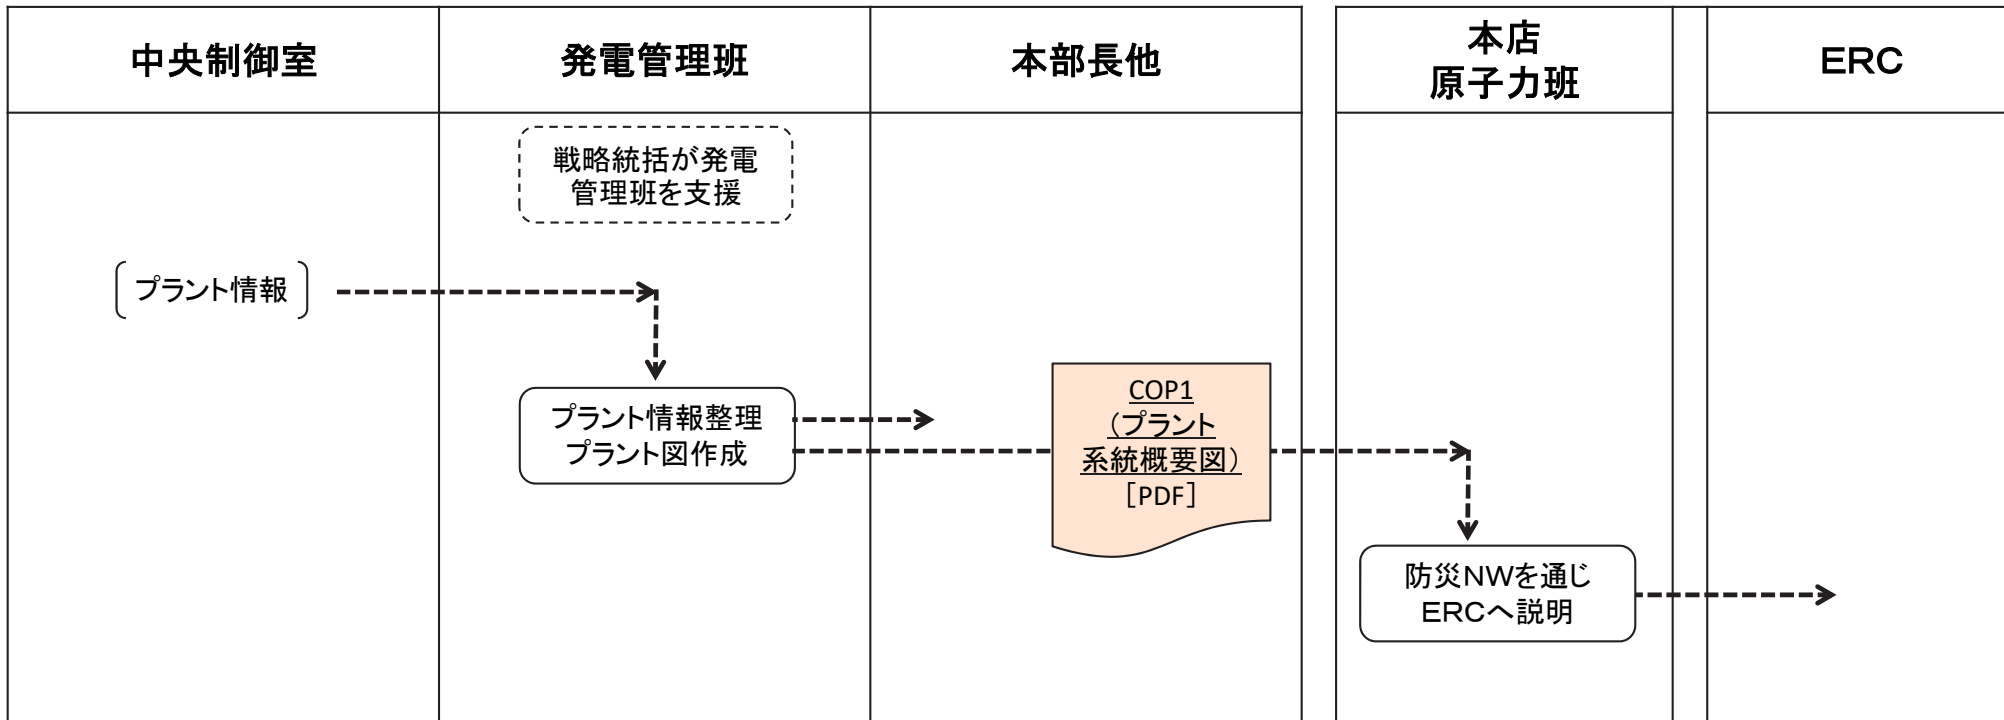 中央制御室
発電管理班
本部長他
本店
原子力班
ERC
戦略統括が発電
管理班を支援
プラント情報
プラント情報整理
プラント図作成
COP1
(プラント
系統概要図)
[PDF]
防災NWを通じ
ERCへ説明